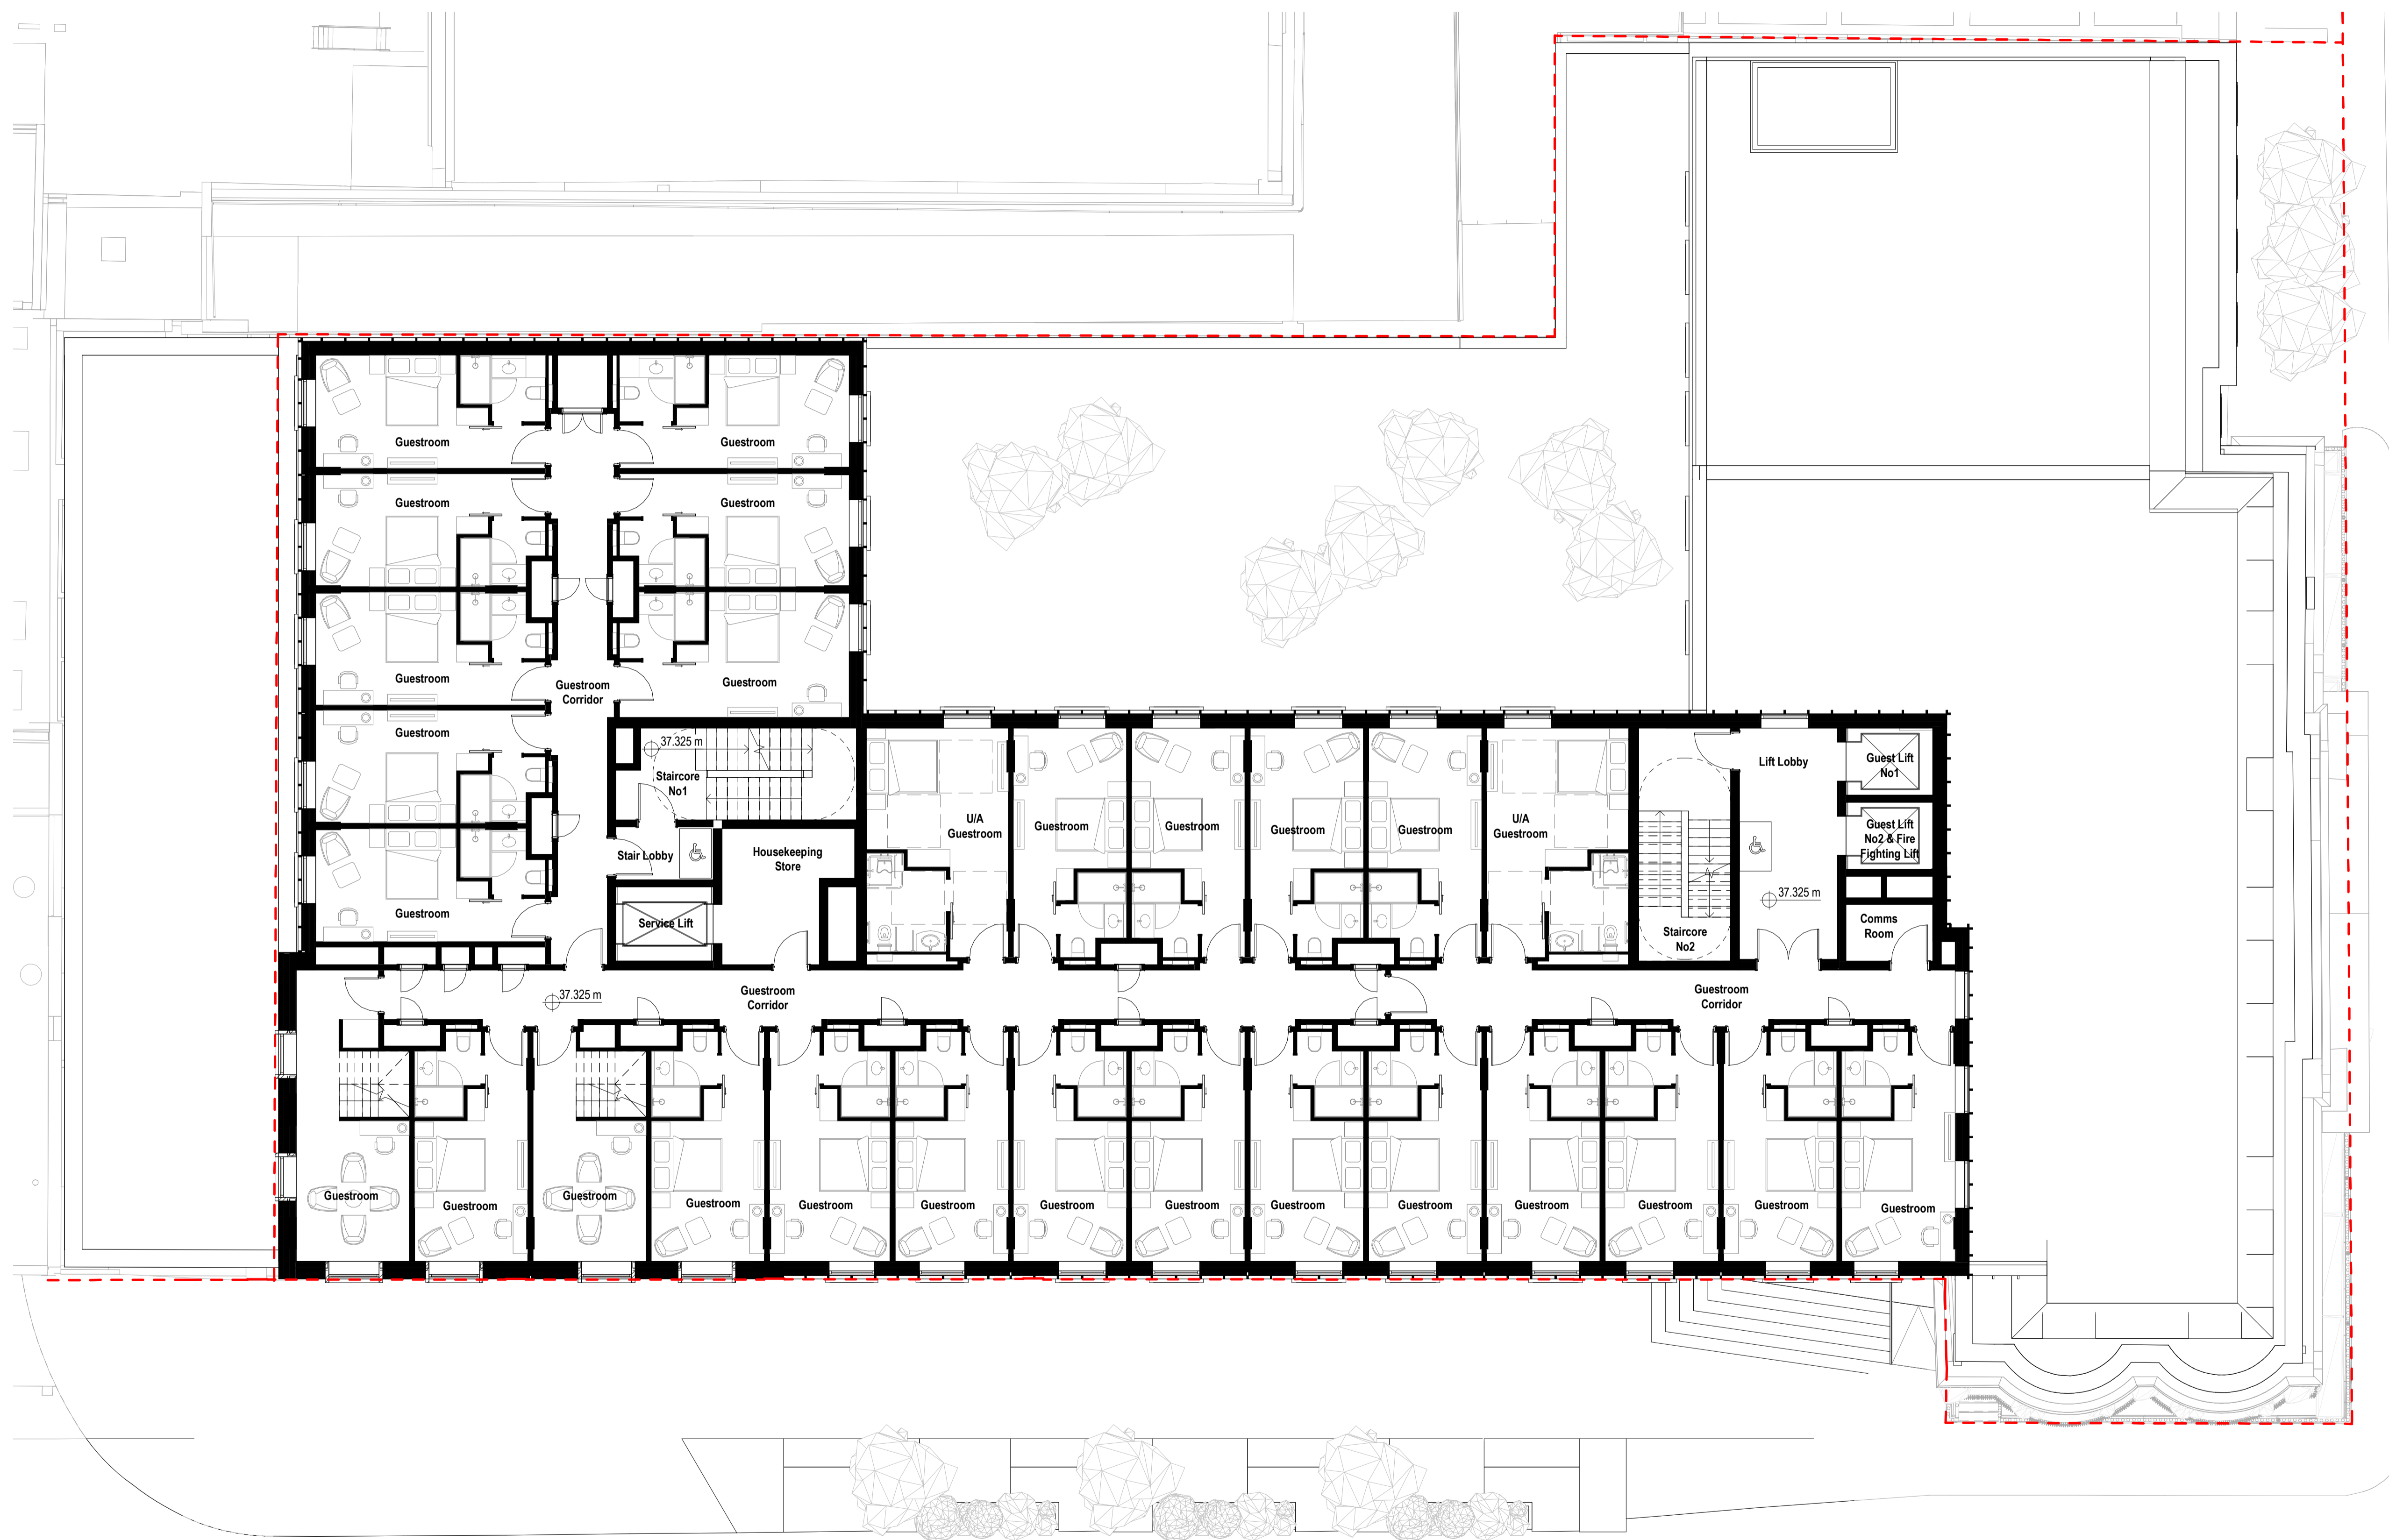 Guestroom
Guestroom
Guestroom
Guestroom
Guestroom
Guestroom
Corridor
Guestroom
Guestroom
37.325 m
Staircore
No1
Lift Lobby
Guest Lift
No1
U/A
Guestroom
Guestroom
Guestroom
Guestroom
Guestroom
U/A
Guestroom
Guest Lift
No2 & Fire
Fighting Lift
Stair Lobby
Housekeeping
Store
37.325 m
Guestroom
Service Lift
Staircore
No2
Comms
Room
37.325 m
Guestroom
Corridor
Guestroom
Corridor
Guestroom
Guestroom
Guestroom
Guestroom
Guestroom
Guestroom
Guestroom
Guestroom
Guestroom
Guestroom
Guestroom
Guestroom
Guestroom
Guestroom